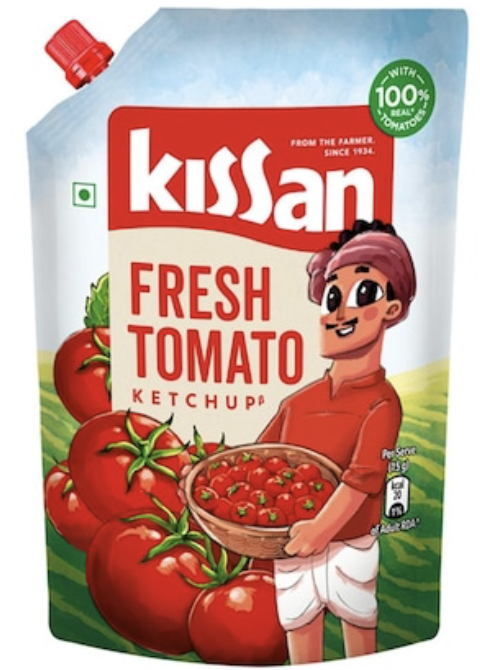 WITH
100%
REAL*
TOMATOES
FROM THE FARMER.
SINCE 1934.
kissan
FRESH
TOMATO
KETCHUPᵝ
Per Serve
(15 g)
kcal
20
1%
of Adult RDA*